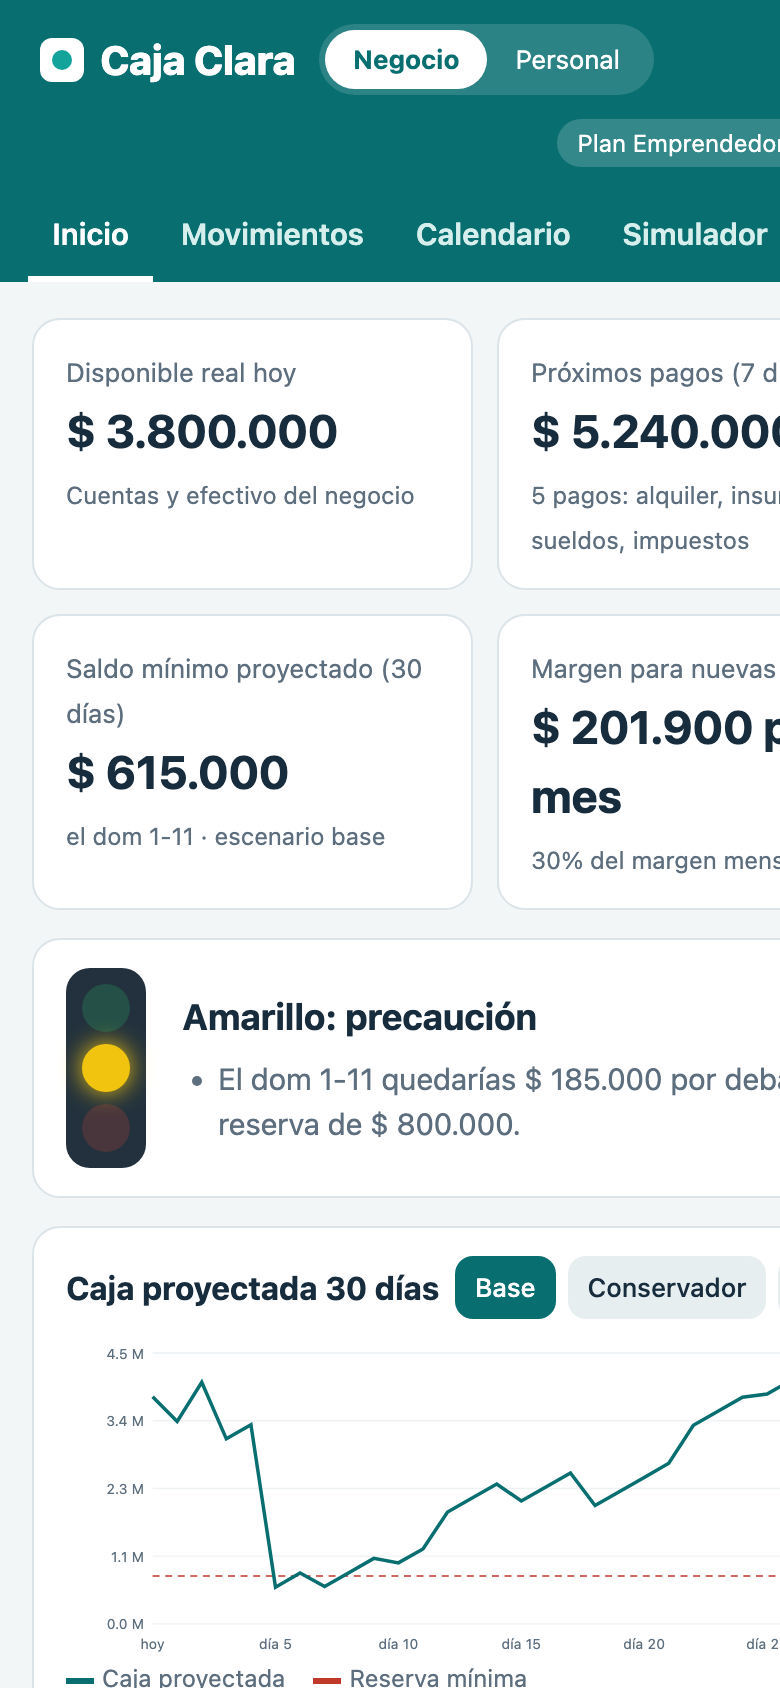 Caja Clara
Negocio
Personal
Plan Emprendedor
Inicio
Movimientos
Calendario
Simulador
Disponible real hoy
$ 3.800.000
Cuentas y efectivo del negocio
Próximos pagos (7 d
$ 5.240.000
5 pagos: alquiler,
sueldos, impuestos
Saldo mínimo proyectado (30
días)
$ 615.000
el dom 1-11 · escenario base
Margen para nuevas
$ 201.900
mes
30% del margen
Amarillo: precaución
El dom 1-11 quedarías $ 185.000 por
reserva de $ 800.000.
Caja proyectada 30 días
Base
Conservador
4.5 M
3.4 M
2.3 M
1.1 M
0.0 M
hoy
día 5
día 10
día 15
día 20
día 2
Caja proyectada
Reserva mínima